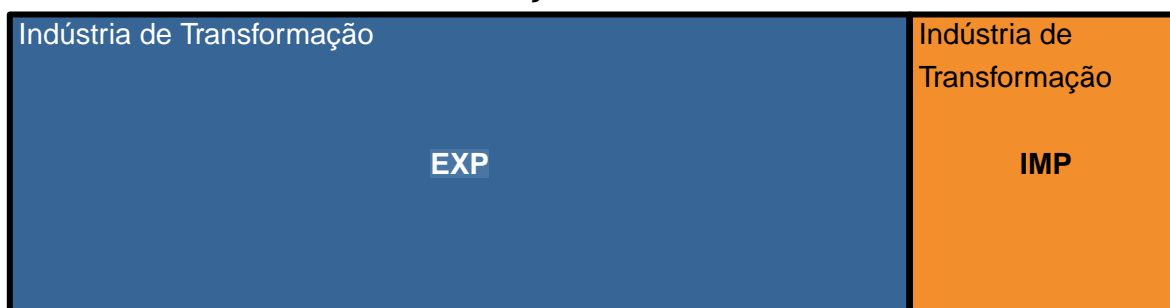 Indústria de Transformação
EXP
Indústria de
Transformação
IMP